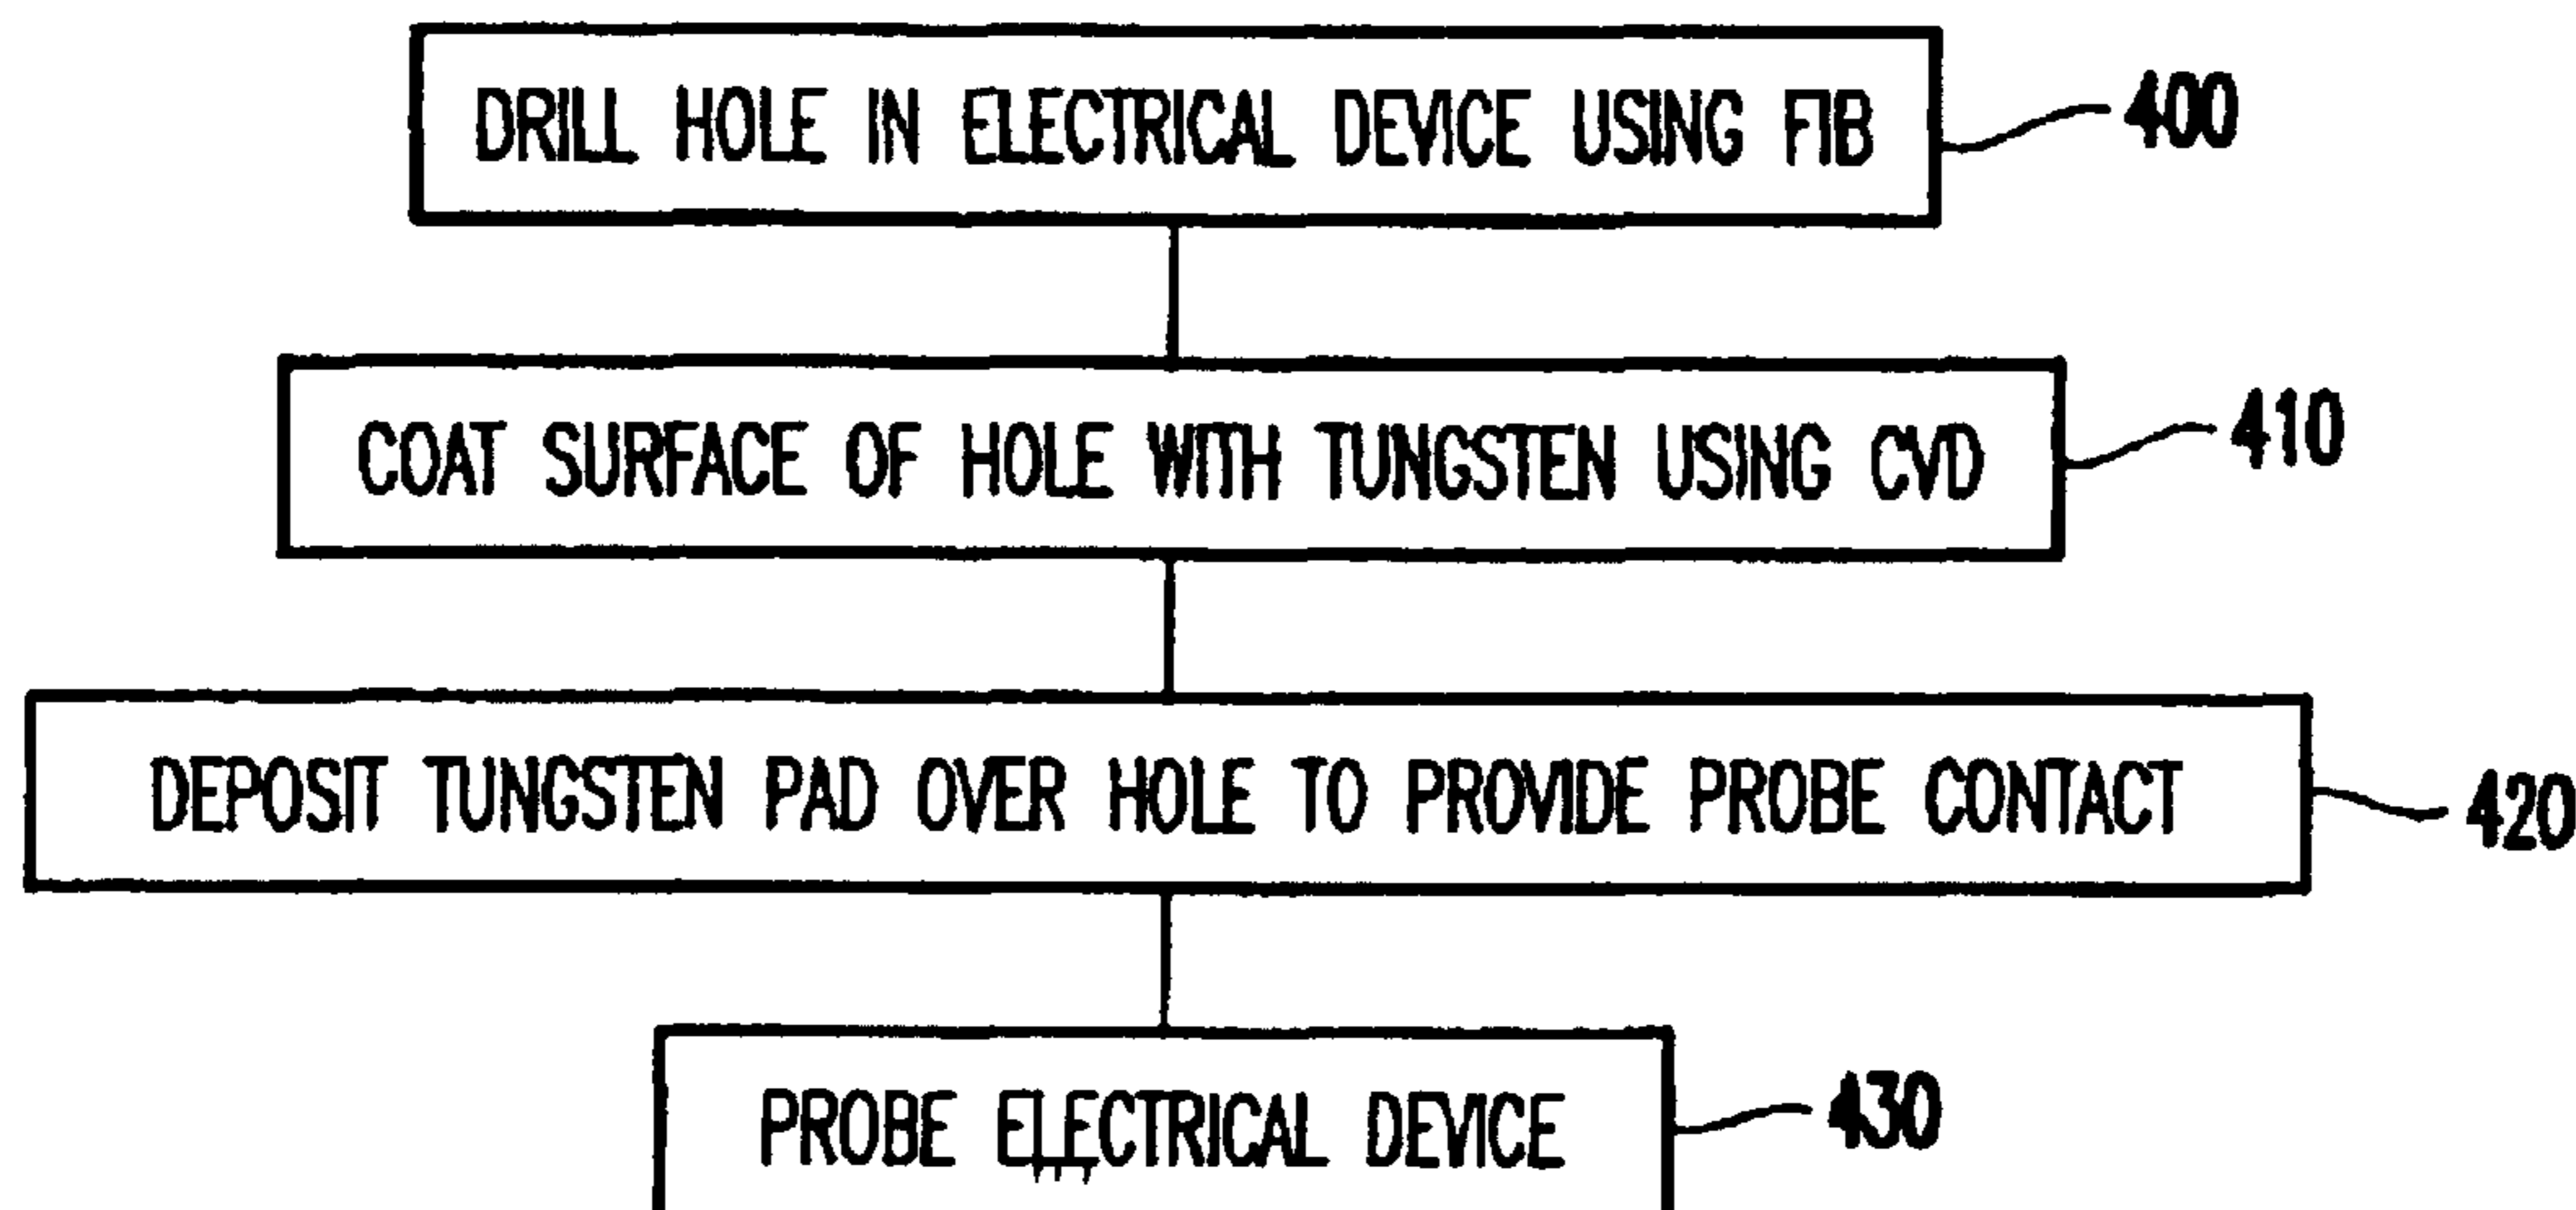 DRILL HOLE IN ELECTRICAL DEVICE USING FIB
400
COAT SURFACE OF HOLE WITH TUNGSTEN USING CVD
410
DEPOSIT TUNGSTEN PAD OVER HOLE TO PROVIDE PROBE CONTACT
420
PROBE ELECTRICAL DEVICE
430